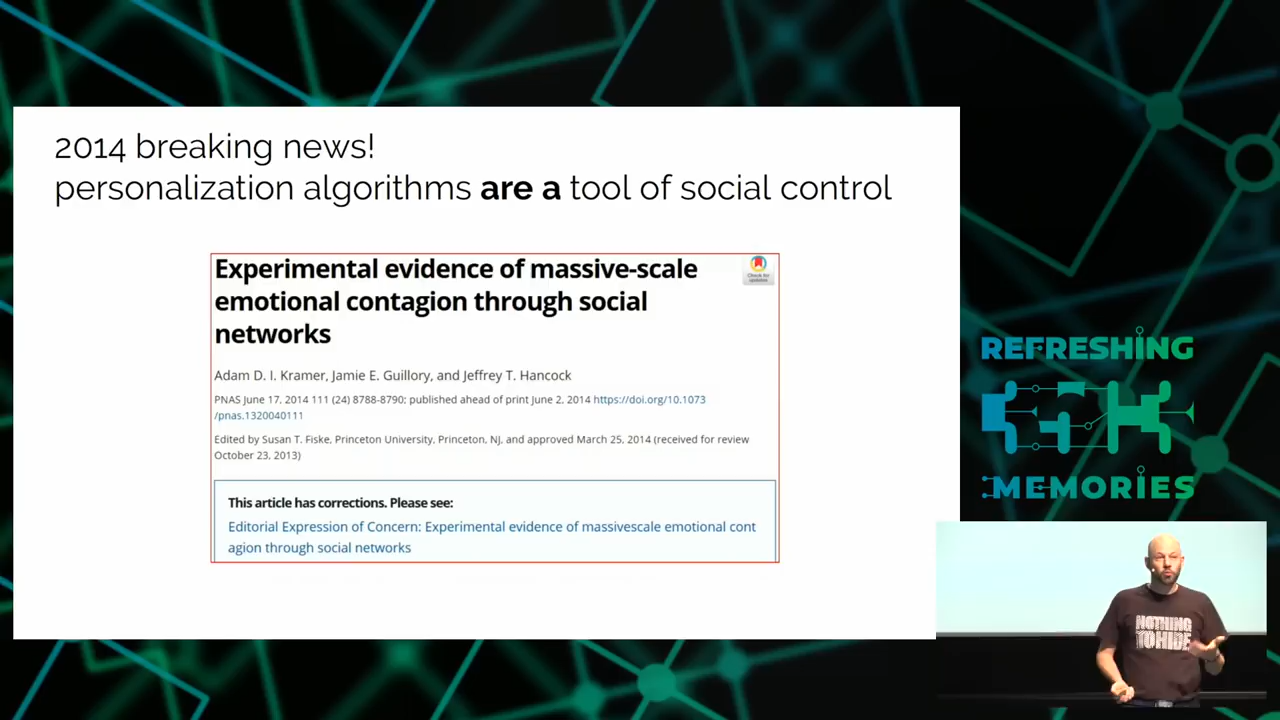 2014 breaking news!
personalization algorithms are a tool of social control
Experimental evidence of massive-scale
emotional contagion through social
networks
Check for
updates
Adam D. I. Kramer, Jamie E. Guillory, and Jeffrey T. Hancock
PNAS June 17, 2014 111 (24) 8788-8790; published ahead of print June 2, 2014 https://doi.org/10.1073
/pnas.1320040111
Edited by Susan T. Fiske, Princeton University, Princeton, NJ, and approved March 25, 2014 (received for review
October 23, 2013)
This article has corrections. Please see:
Editorial Expression of Concern: Experimental evidence of massivescale emotional cont
agion through social networks
REFRESHING
MEMORIES
NOTHING
TO HIDE